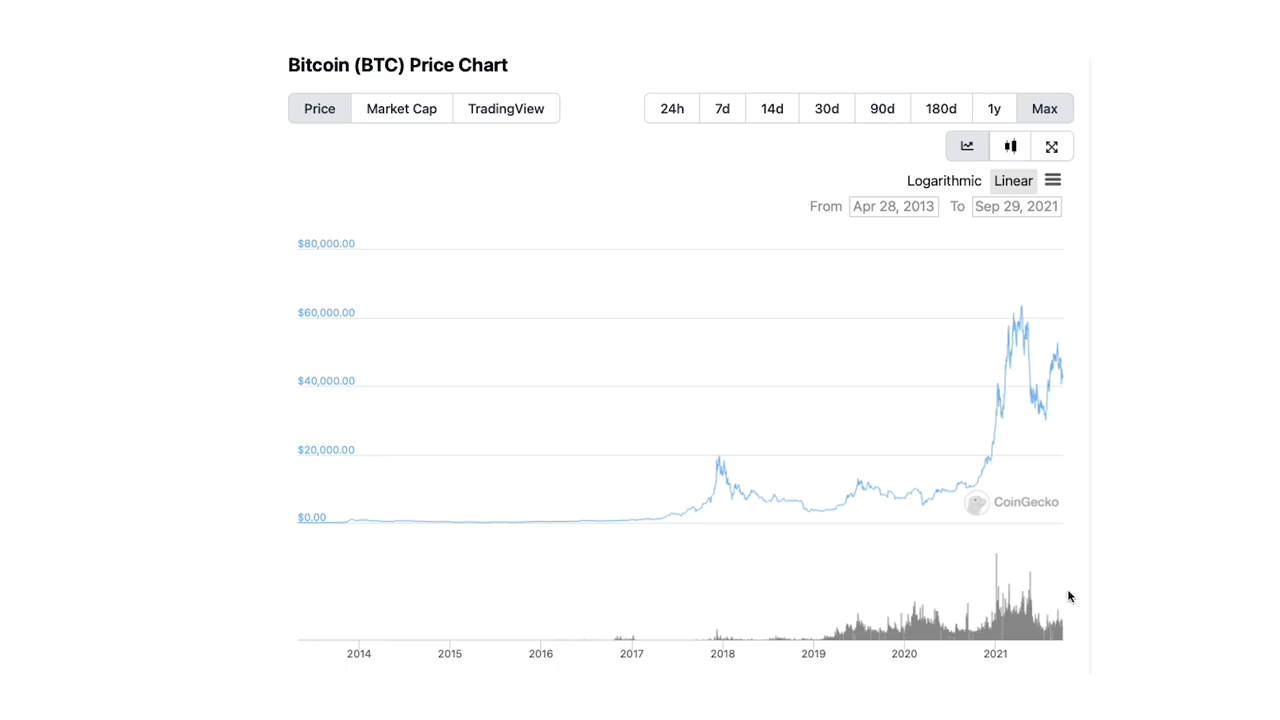 Bitcoin (BTC) Price Chart
Price Market Cap TradingView 24h 7d 14d 30d 90d 180d 1y Max
Logarithmic Linear
From Apr 28, 2013 To Sep 29, 2021
$80,000.00
$60,000.00
$40,000.00
$20,000.00
CoinGecko
$0.00
2014 2015 2016 2017 2018 2019 2020 2021